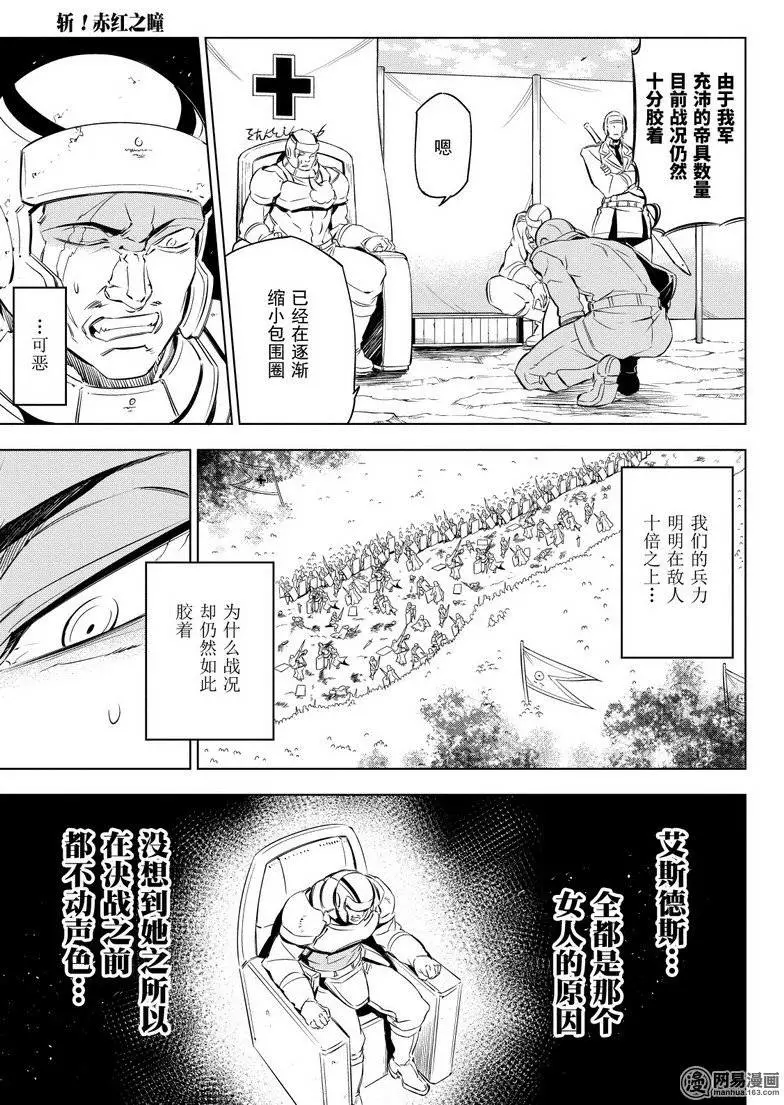 斩！赤红之瞳
由于我军
充沛的帝具数量
目前战况仍然
十分胶着
嗯
已经在逐渐
缩小包围圈
…可恶
我们的兵力
明明在敌人
十倍之上…
为什么战况
却仍然如此
胶着
艾斯德斯…
全都是那个
女人的原因
没想到她之所以
在决战之前
都不动声色…
网易漫画
manhua.163.com